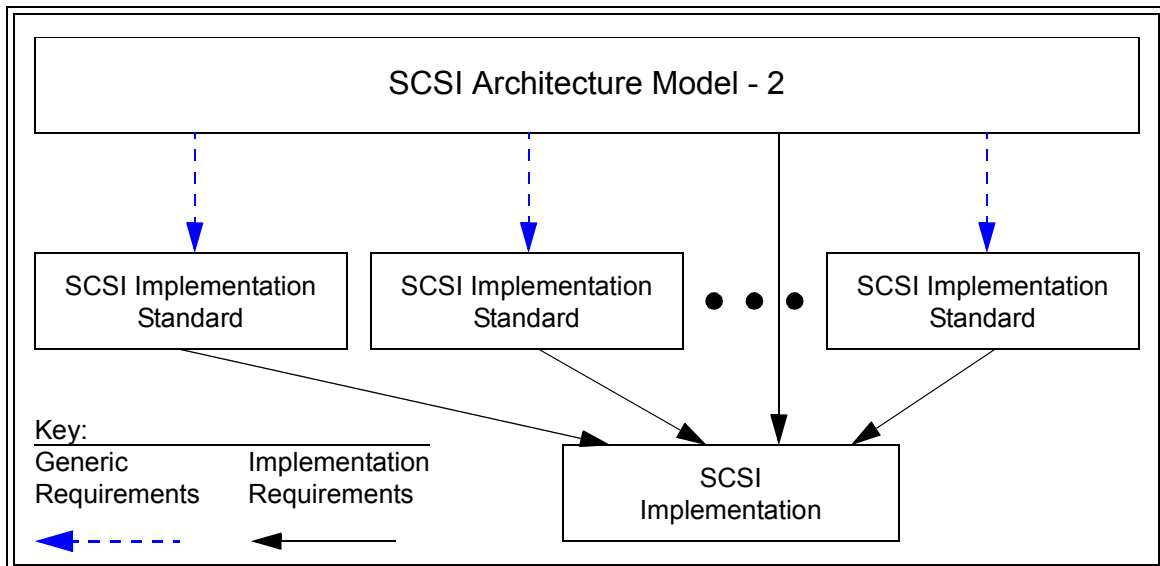 SCSI Architecture Model - 2
SCSI Implementation
Standard
SCSI Implementation
Standard
SCSI Implementation
Standard
Key:
Generic
Requirements
Implementation
Requirements
SCSI
Implementation